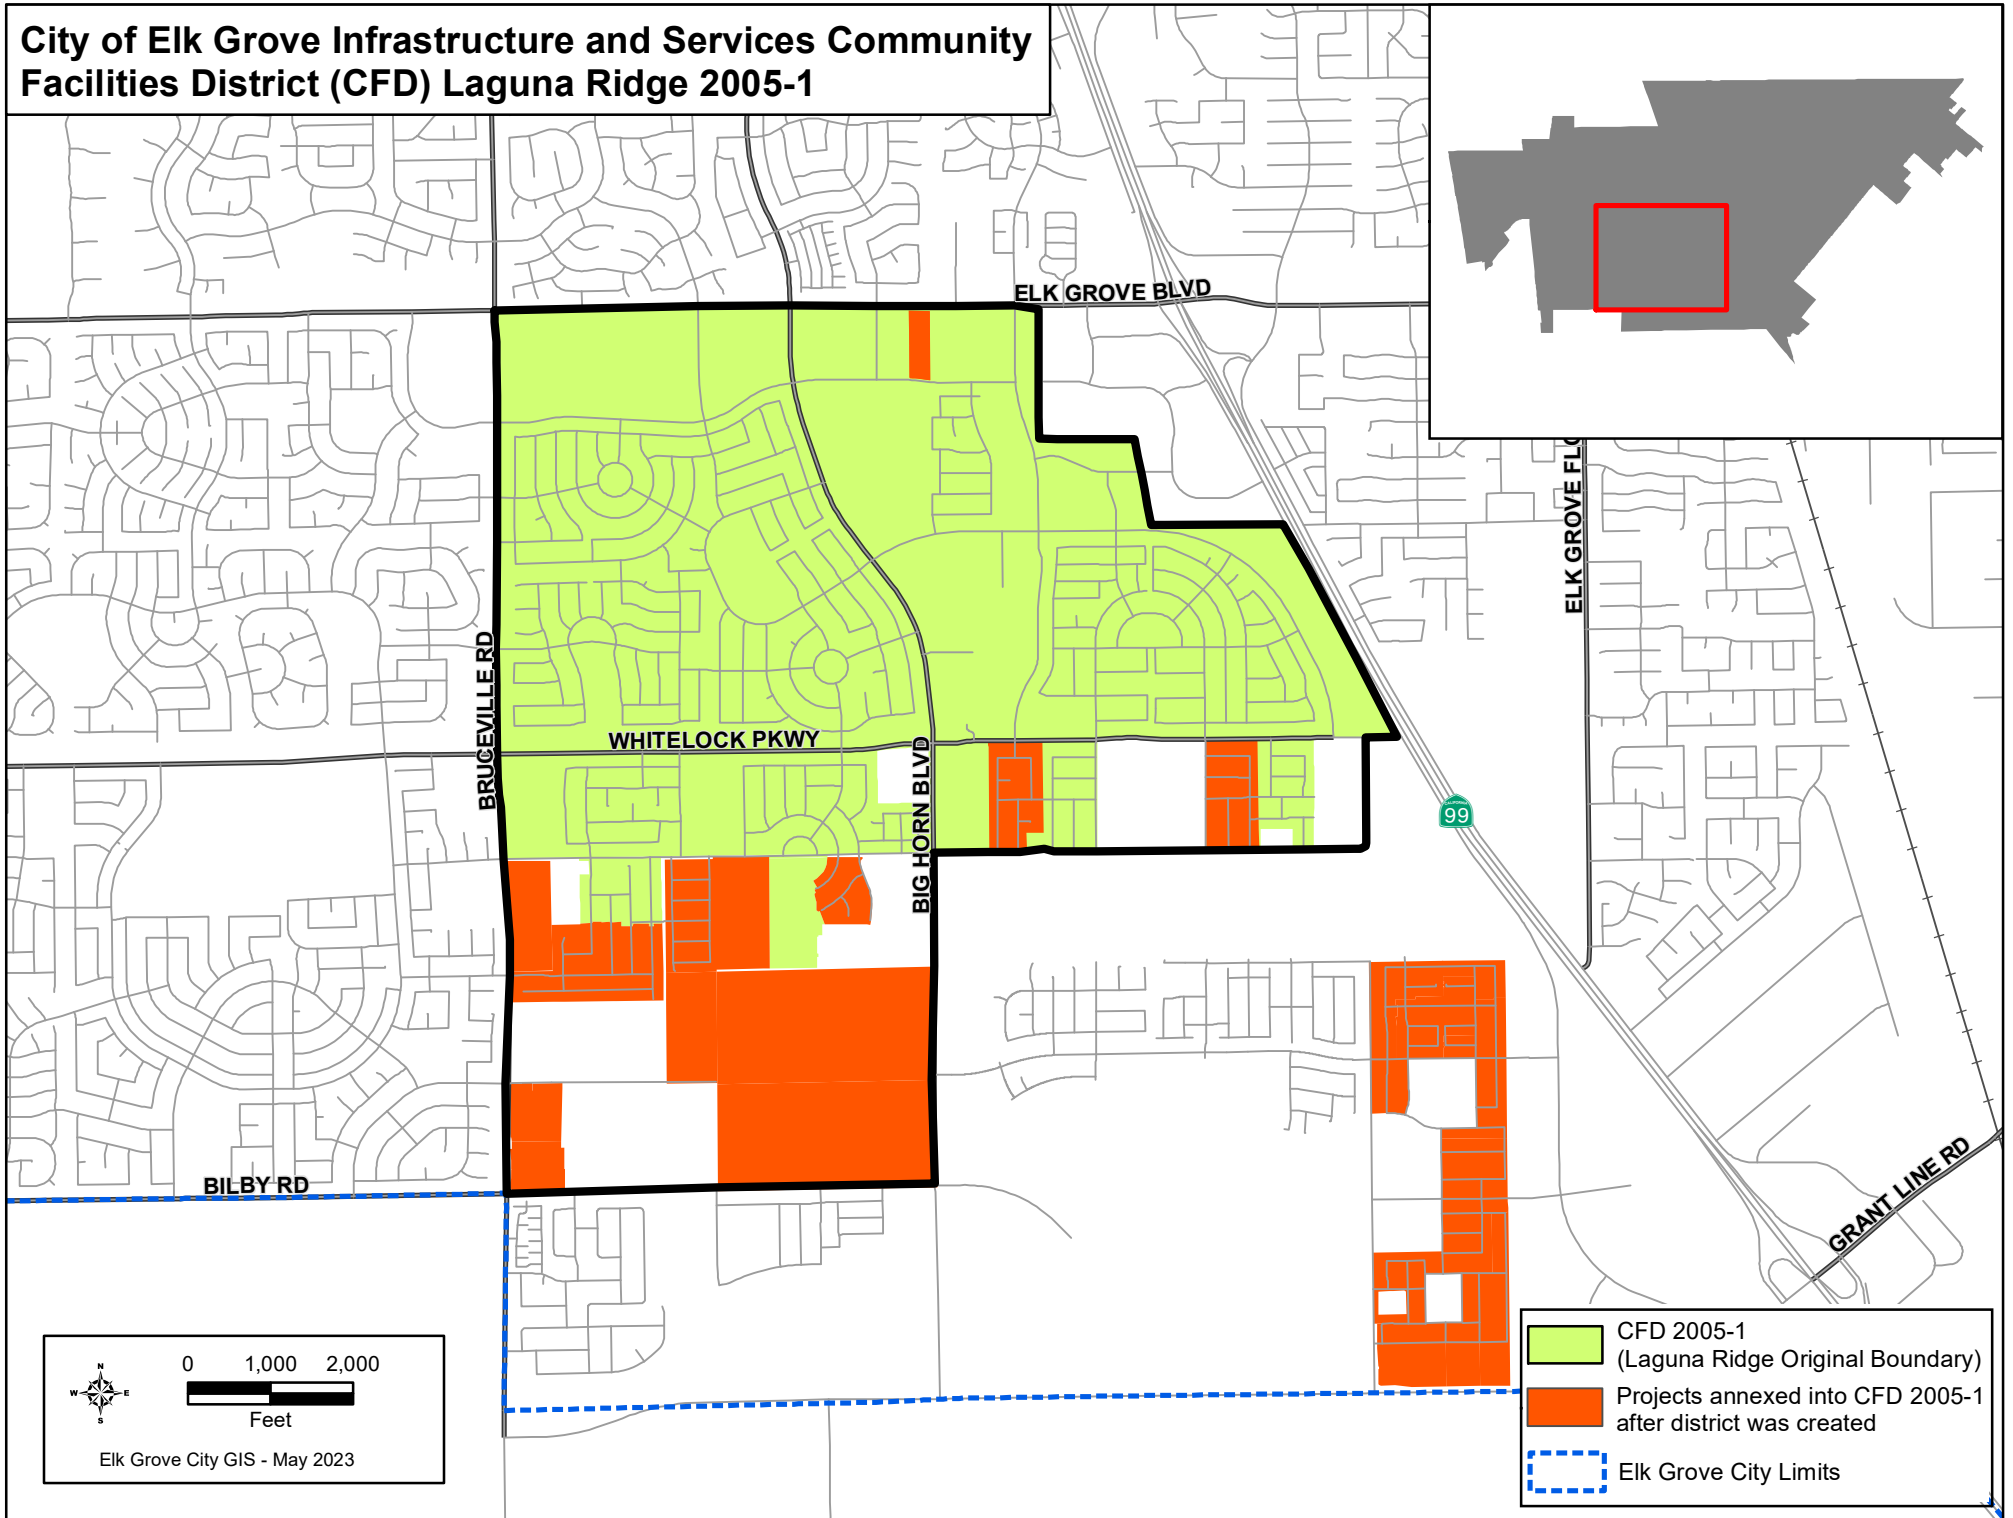 City of Elk Grove Infrastructure and Services Community
Facilities District (CFD) Laguna Ridge 2005-1
ELK GROVE BLVD
ELK GROVE FLO
BRUCEVILLE RD
WHITELOCK PKWY
BIG HORN BLVD
CALIFORNIA
99
BILBY RD
GRANT LINE RD
N
W E
S
0 1,000 2,000
Feet
Elk Grove City GIS - May 2023
CFD 2005-1
(Laguna Ridge Original Boundary)
Projects annexed into CFD 2005-1
after district was created
Elk Grove City Limits